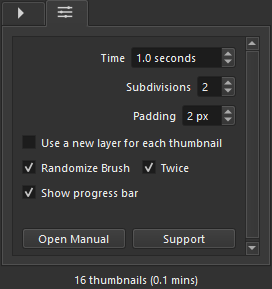 Time 1.0 seconds
Subdivisions 2
Padding 2 px
Use a new layer for each thumbnail
Randomize Brush Twice
Show progress bar
Open Manual Support
16 thumbnails (0.1 mins)